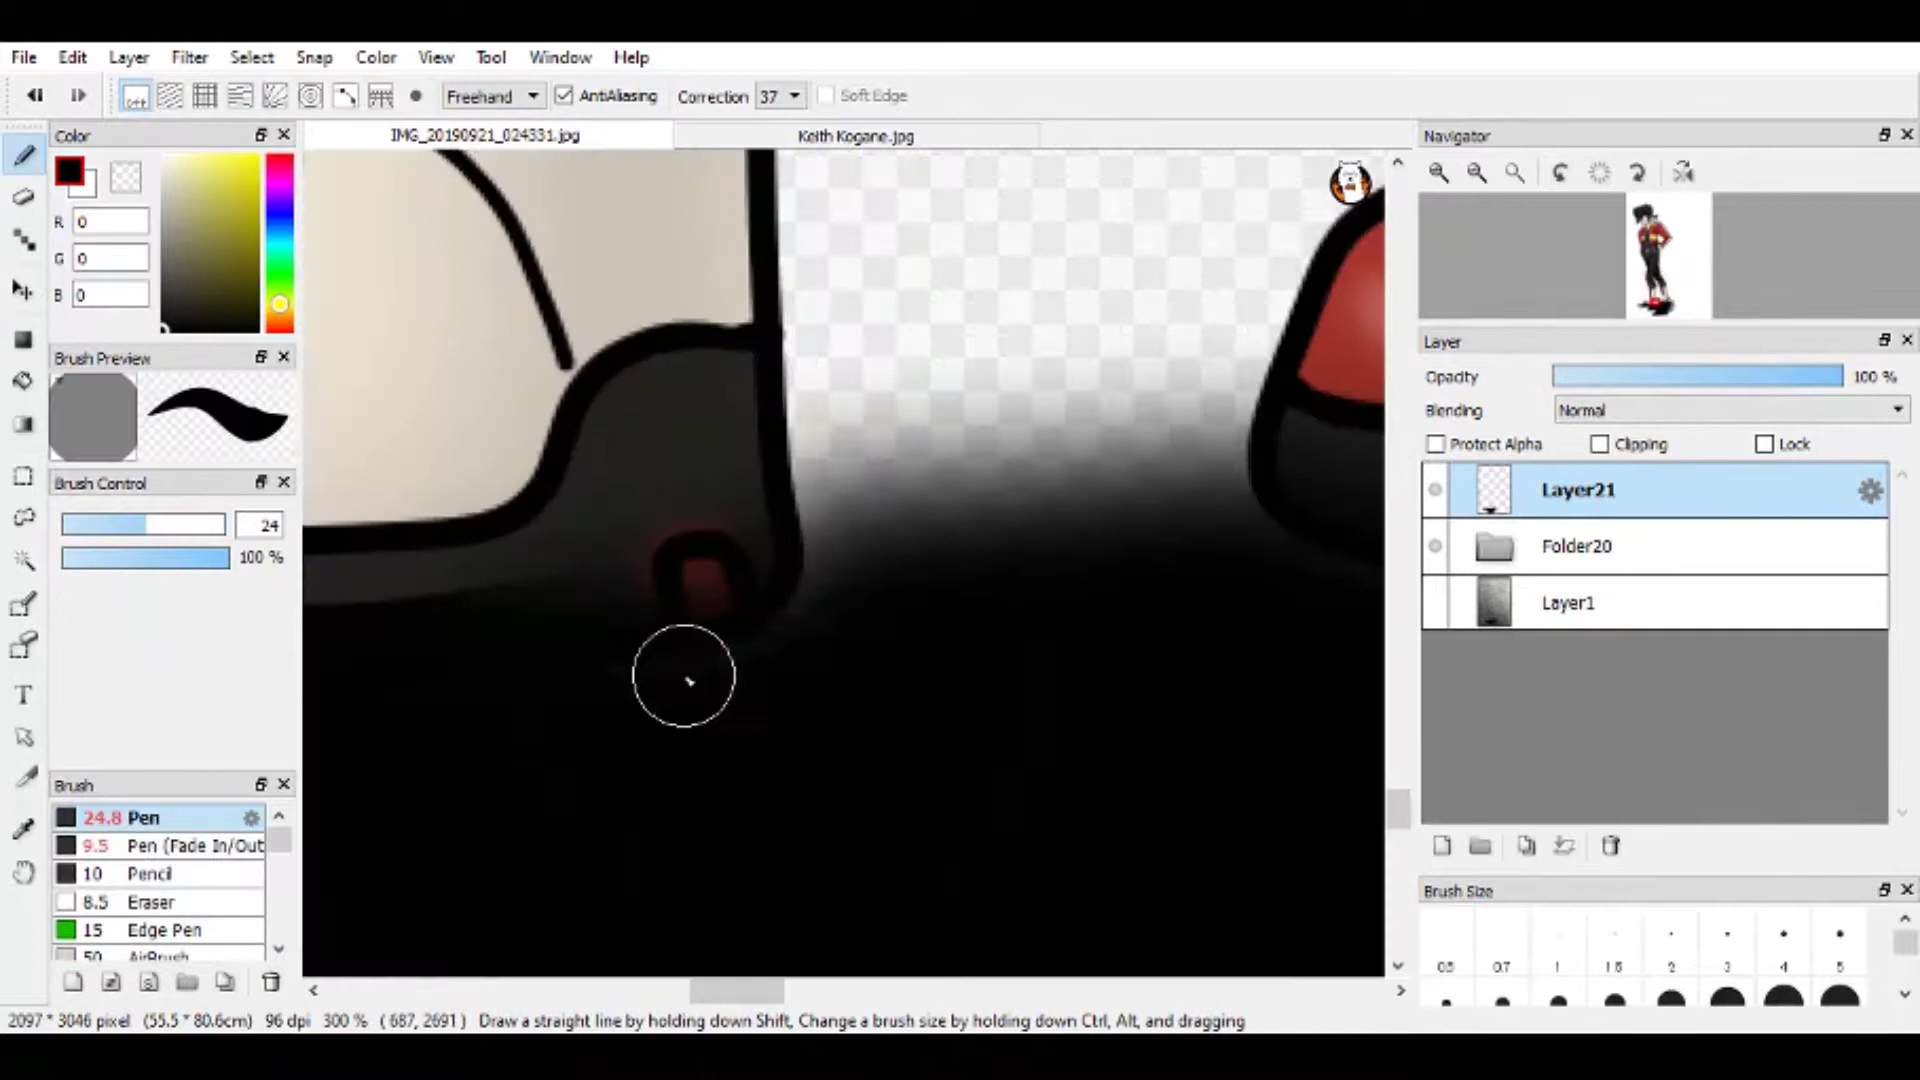 File Edit Layer Filter Select Snap Color View Tool Window Help
Off Freehand AntiAliasing Correction 37 Soft Edge
Color
IMG_20190921_024331.jpg Keith Kogane.jpg
Navigator
R 0
G 0
B 0
Brush Preview
Brush Control
24
100 %
Layer
Opacity 100 %
Blending Normal
Protect Alpha Clipping Lock
Layer21
Folder20
Layer1
T
Brush
24.8 Pen
9.5 Pen (Fade In/Out
10 Pencil
8.5 Eraser
15 Edge Pen
50 AirBrush
Brush Size
0.5 0.7 1 1.5 2 3 4 5
2097 * 3046 pixel (55.5 * 80.6cm) 96 dpi 300 % ( 687, 2691 ) Draw a straight line by holding down Shift, Change a brush size by holding down Ctrl, Alt, and dragging